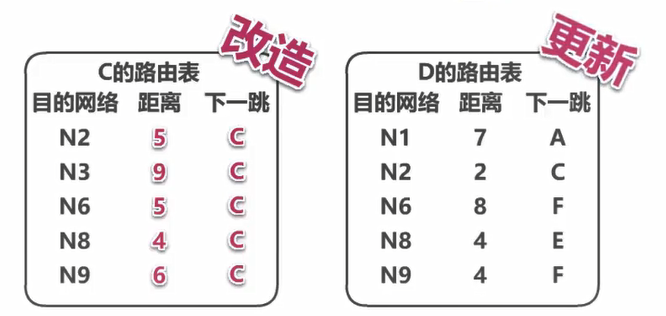 改造
C的路由表
目的网络 距离 下一跳
N2 5 C
N3 9 C
N6 5 C
N8 4 C
N9 6 C
更新
D的路由表
目的网络 距离 下一跳
N1 7 A
N2 2 C
N6 8 F
N8 4 E
N9 4 F